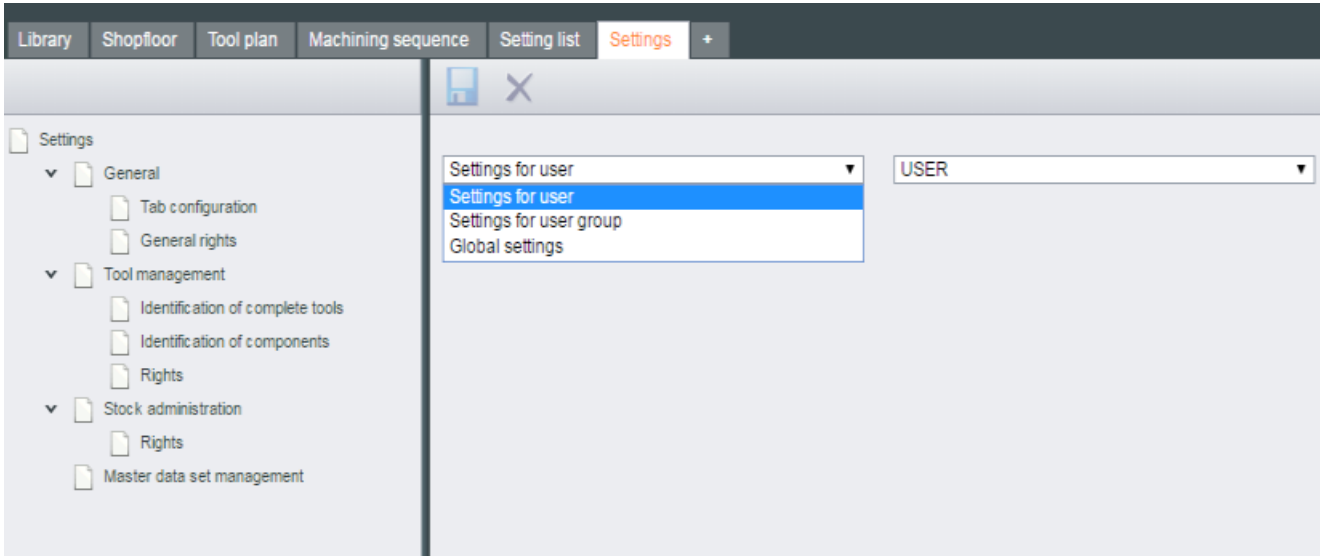 Library Shopfloor Tool plan Machining sequence Setting list Settings +
Settings
General
Tab configuration
General rights
Tool management
Identification of complete tools
Identification of components
Rights
Stock administration
Rights
Master data set management
Settings for user USER
Settings for user
Settings for user group
Global settings